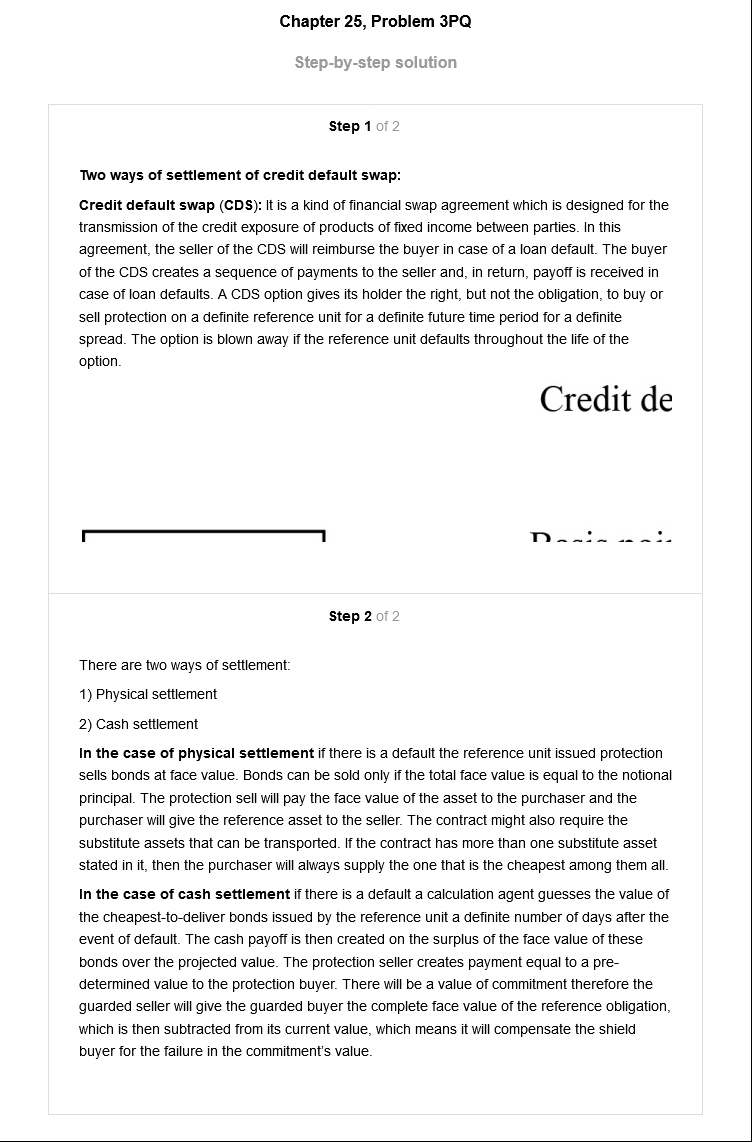 Chapter 25, Problem 3PQ
Step-by-step solution
Step 1 of 2
Two ways of settlement of credit default swap:
Credit default swap (CDS): It is a kind of financial swap agreement which is designed for the
transmission of the credit exposure of products of fixed income between parties. In this
agreement, the seller of the CDS will reimburse the buyer in case of a loan default. The buyer
of the CDS creates a sequence of payments to the seller and, in return, payoff is received in
case of loan defaults. A CDS option gives its holder the right, but not the obligation, to buy or
sell protection on a definite reference unit for a definite future time period for a definite
spread. The option is blown away if the reference unit defaults throughout the life of the
option.
Credit de
Step 2 of 2
There are two ways of settlement:
1) Physical settlement
2) Cash settlement
In the case of physical settlement if there is a default the reference unit issued protection
sells bonds at face value. Bonds can be sold only if the total face value is equal to the notional
principal. The protection sell will pay the face value of the asset to the purchaser and the
purchaser will give the reference asset to the seller. The contract might also require the
substitute assets that can be transported. If the contract has more than one substitute asset
stated in it, then the purchaser will always supply the one that is the cheapest among them all.
In the case of cash settlement if there is a default a calculation agent guesses the value of
the cheapest-to-deliver bonds issued by the reference unit a definite number of days after the
event of default. The cash payoff is then created on the surplus of the face value of these
bonds over the projected value. The protection seller creates payment equal to a pre-
determined value to the protection buyer. There will be a value of commitment therefore the
guarded seller will give the guarded buyer the complete face value of the reference obligation,
which is then subtracted from its current value, which means it will compensate the shield
buyer for the failure in the commitment's value.